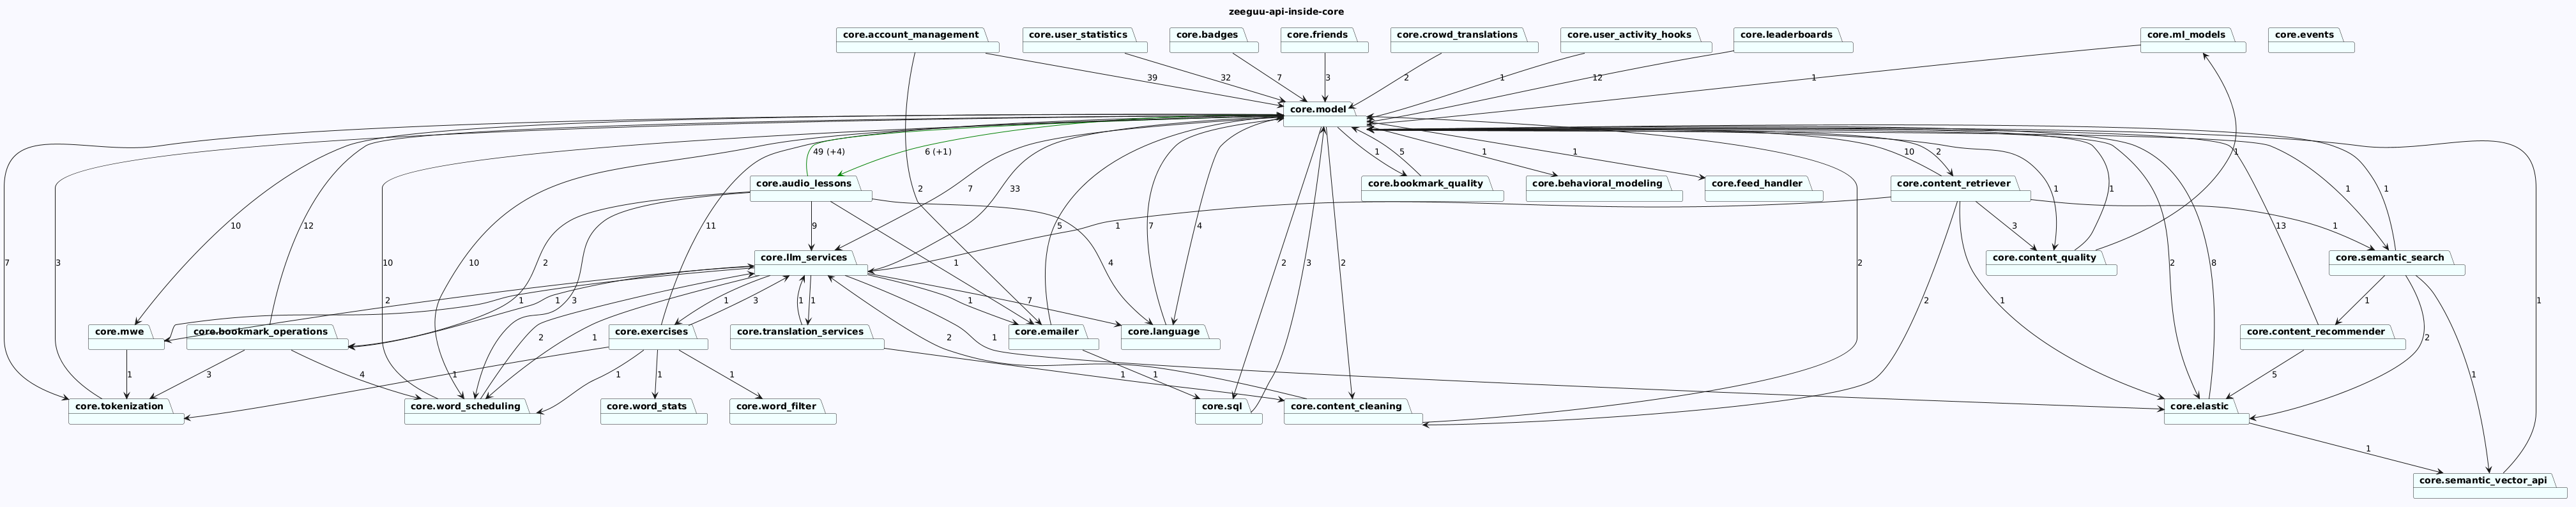 zeeguu-api-inside-core
core.account_management
core.user_statistics
core.badges
core.friends
core.crowd_translations
core.user_activity_hooks
core.leaderboards
core.ml_models
core.events
39
32
7
3
2
1
12
1
core.model
49 (+4)
6 (+1)
1
5
1
1
10
2
1
core.audio_lessons
core.bookmark_quality
core.behavioral_modeling
core.feed_handler
core.content_retriever
2
7
33
1
1
1
10
12
11
9
5
7
4
1
3
1
13
core.llm_services
core.content_quality
core.semantic_search
7
3
10
10
2
3
1
4
2
3
2
2
2
8
2
1
1
1
3
1
1
1
7
2
1
1
1
core.mwe
core.bookmark_operations
core.exercises
core.translation_services
core.emailer
core.language
core.content_recommender
2
1
2
1
1
3
4
1
1
1
1
1
1
2
5
1
core.tokenization
core.word_scheduling
core.word_stats
core.word_filter
core.sql
core.content_cleaning
core.elastic
1
core.semantic_vector_api